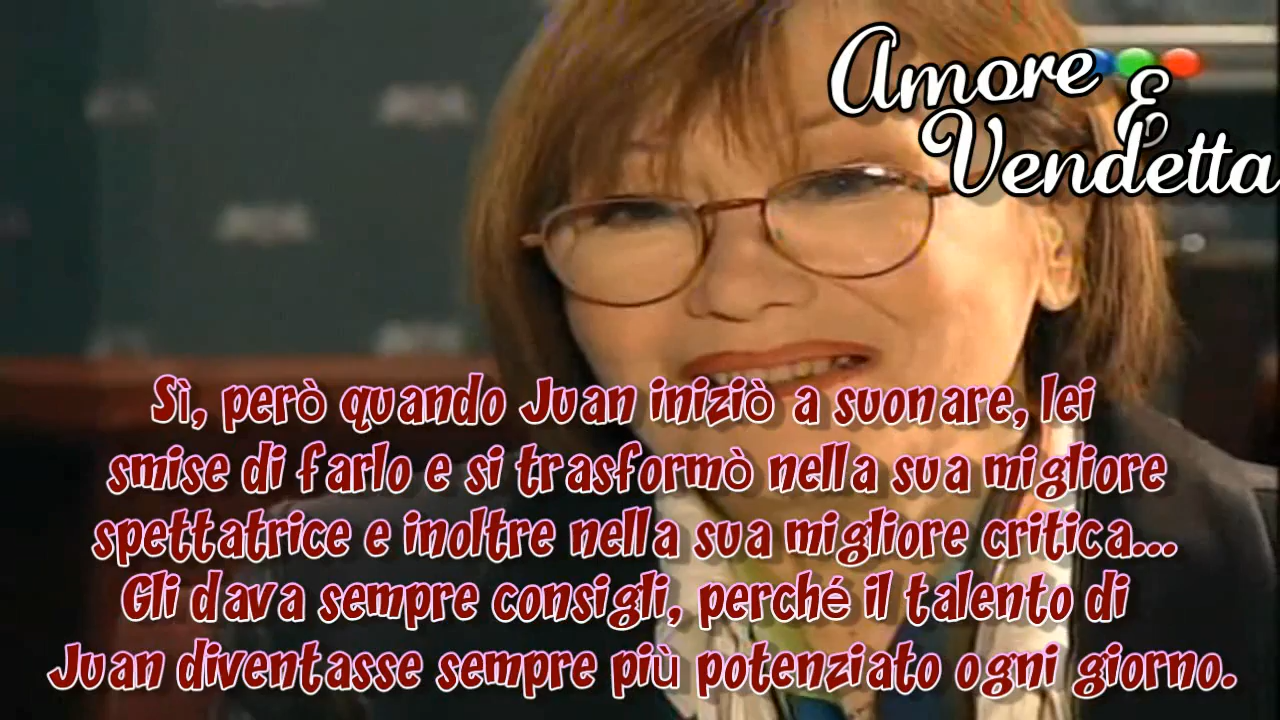 Amore E
Vendetta
Sì, però quando Juan iniziò a suonare, lei
smise di farlo e si trasformò nella sua migliore
spettatrice e inoltre nella sua migliore critica...
Gli dava sempre consigli, perché il talento di
Juan diventasse sempre più potenziato ogni giorno.